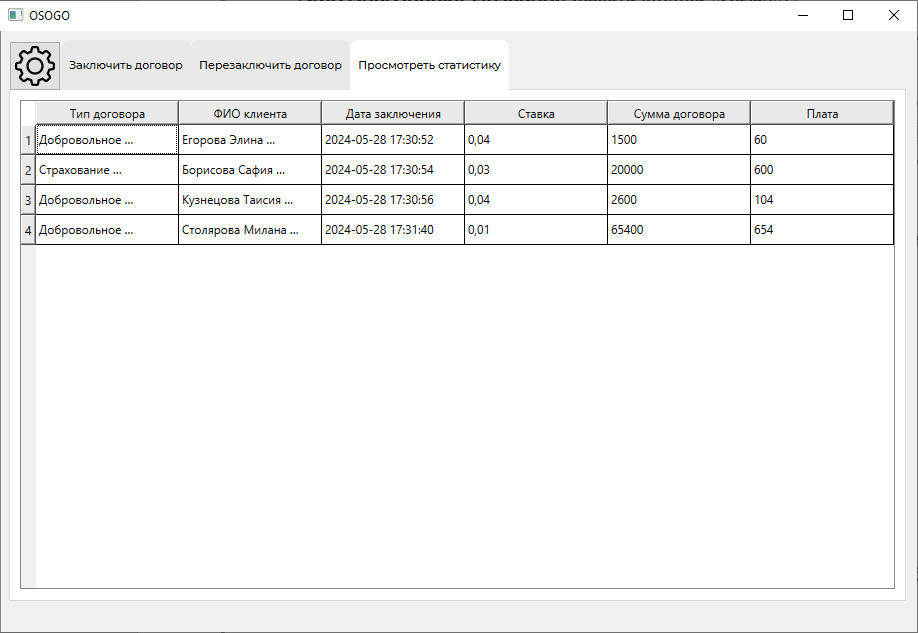 OSOGO
Заключить договор Перезаключить договор Просмотреть статистику
Тип договора ФИО клиента Дата заключения Ставка Сумма договора Плата
1 Добровольное ... Егорова Элина ... 2024-05-28 17:30:52 0,04 1500 60
2 Страхование ... Борисова Сафия ... 2024-05-28 17:30:54 0,03 20000 600
3 Добровольное ... Кузнецова Таисия ... 2024-05-28 17:30:56 0,04 2600 104
4 Добровольное ... Столярова Милана ... 2024-05-28 17:31:40 0,01 65400 654